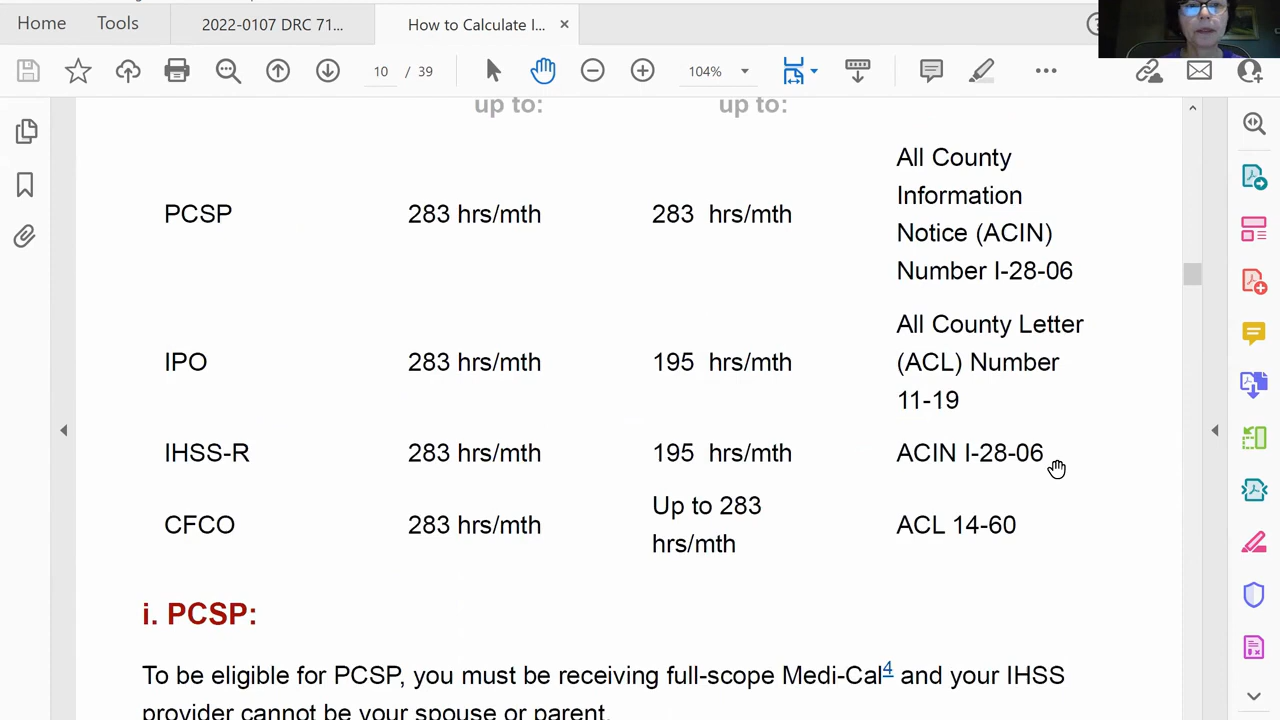 Home Tools 2022-0107 DRC 71... How to Calculate I... ×
10 / 39 104%
up to: up to:
All County
Information
PCSP 283 hrs/mth 283 hrs/mth
Notice (ACIN)
Number I-28-06
All County Letter
IPO 283 hrs/mth 195 hrs/mth (ACL) Number
11-19
IHSS-R 283 hrs/mth 195 hrs/mth ACIN I-28-06
Up to 283
CFCO 283 hrs/mth ACL 14-60
hrs/mth
i. PCSP:
To be eligible for PCSP, you must be receiving full-scope Medi-Cal4 and your IHSS
provider cannot be your spouse or parent.